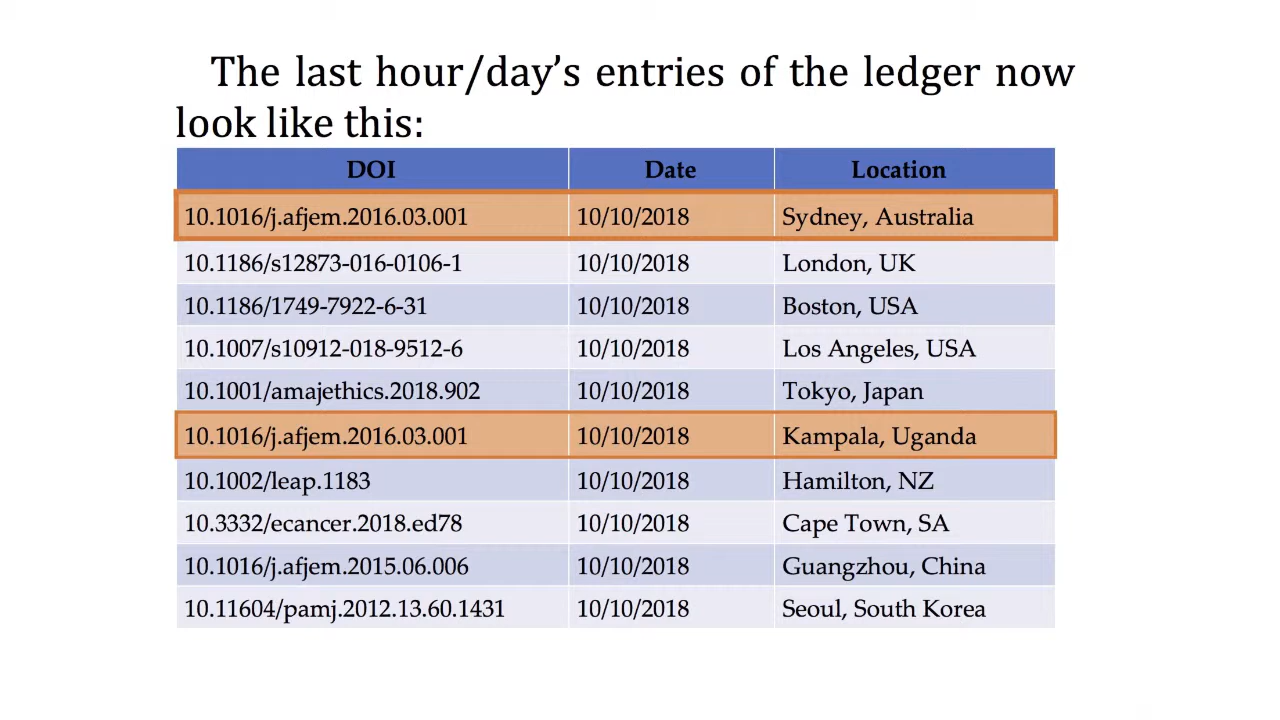 The last hour/day’s entries of the ledger now
look like this:
DOI Date Location
10.1016/j.afjem.2016.03.001 10/10/2018 Sydney, Australia
10.1186/s12873-016-0106-1 10/10/2018 London, UK
10.1186/1749-7922-6-31 10/10/2018 Boston, USA
10.1007/s10912-018-9512-6 10/10/2018 Los Angeles, USA
10.1001/amajethics.2018.902 10/10/2018 Tokyo, Japan
10.1016/j.afjem.2016.03.001 10/10/2018 Kampala, Uganda
10.1002/leap.1183 10/10/2018 Hamilton, NZ
10.3332/ecancer.2018.ed78 10/10/2018 Cape Town, SA
10.1016/j.afjem.2015.06.006 10/10/2018 Guangzhou, China
10.11604/pamj.2012.13.60.1431 10/10/2018 Seoul, South Korea